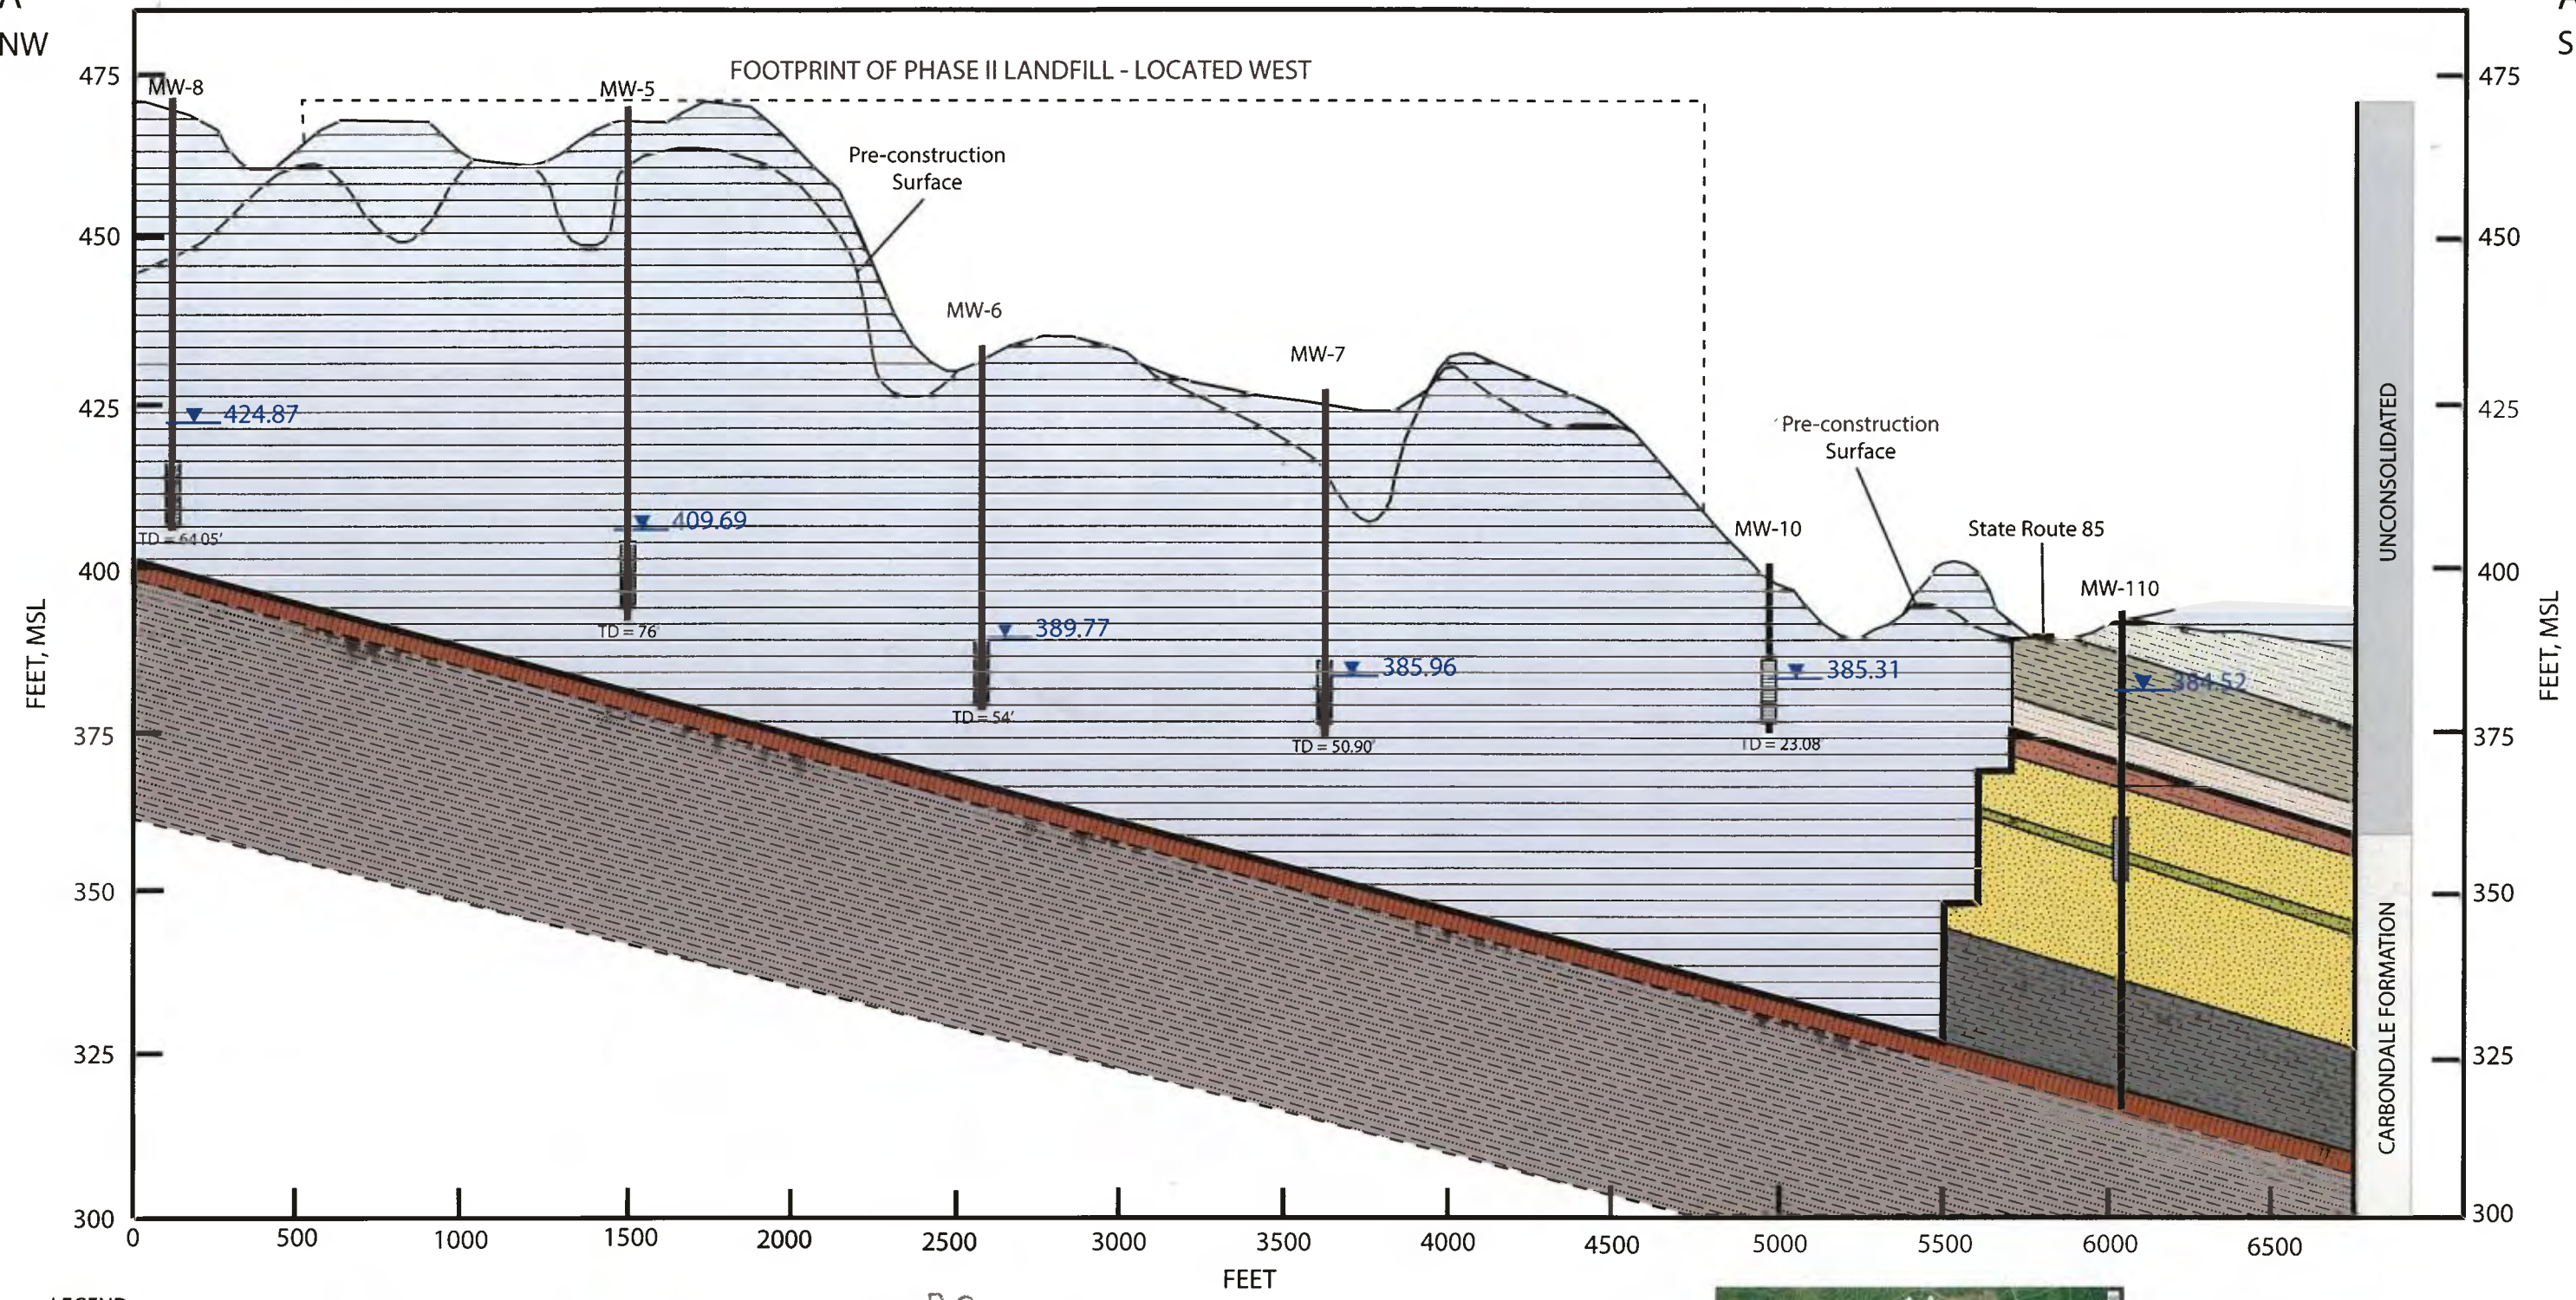 NW
FOOTPRINT OF PHASE II LANDFILL - LOCATED WEST
475
MW-8
MW-5
475
Pre-construction
Surface
450
450
MW-6
MW-7
425
424.87
Pre-construction
Surface
425
UNCONSOLIDATED
409.69
MW-10
State Route 85
TD = 64 05'
400
400
MW-110
FEET, MSL
FEET, MSL
TD = 76'
389.77
385.96
385.31
384.52
TD = 54'
375
TD = 50.90'
TD = 23.08'
375
350
350
CARBONDALE FORMATION
325
325
300
300
0
500
1000
1500
2000
2500
3000
3500
4000
4500
5000
5500
6000
6500
FEET